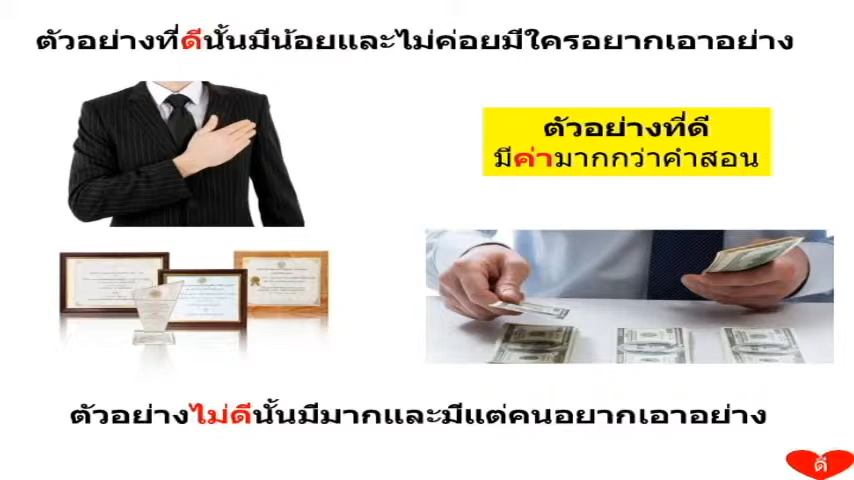 ตัวอย่างที่ดีนั้นมีน้อยและไม่ค่อยมีใครอยากเอาอย่าง
ตัวอย่างที่ดี
มีค่ามากกว่าคำสอน
ตัวอย่างไม่ดีนั้นมีมากและมีแต่คนอยากเอาอย่าง
ดี